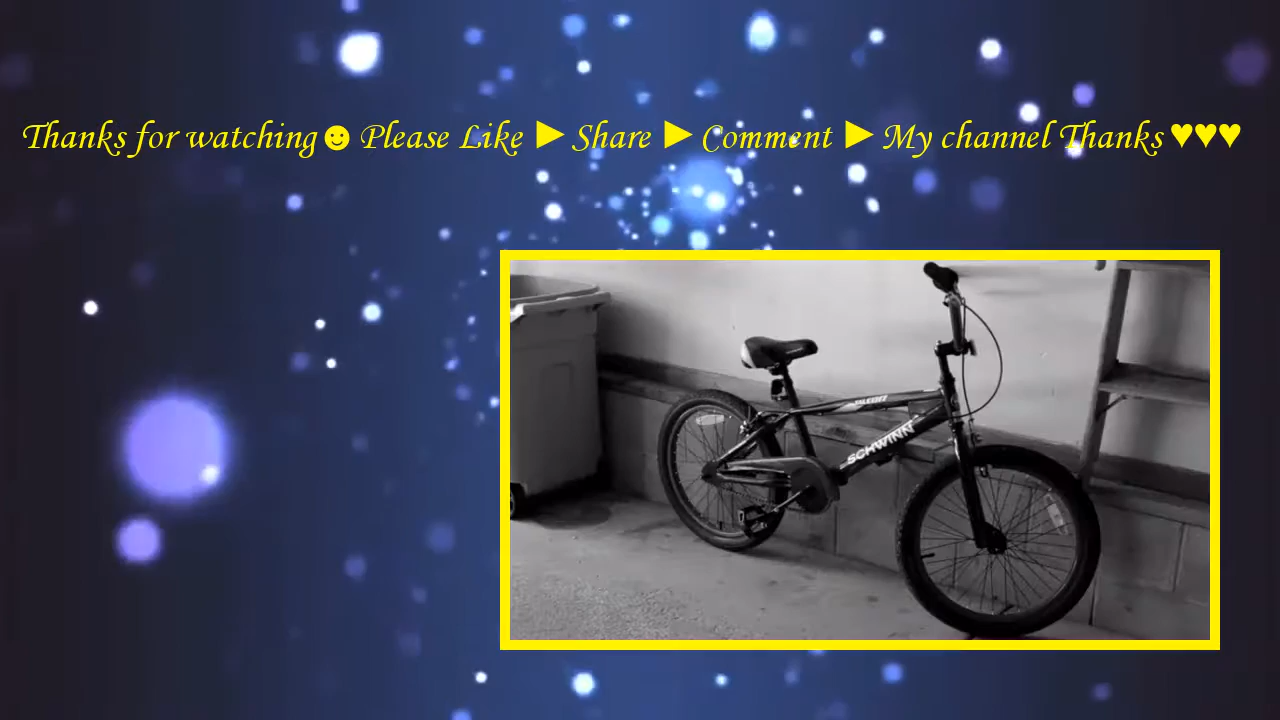 Thanks for watching☻Please Like ► Share ► Comment ► My channel Thanks♥♥♥
SCHWINN